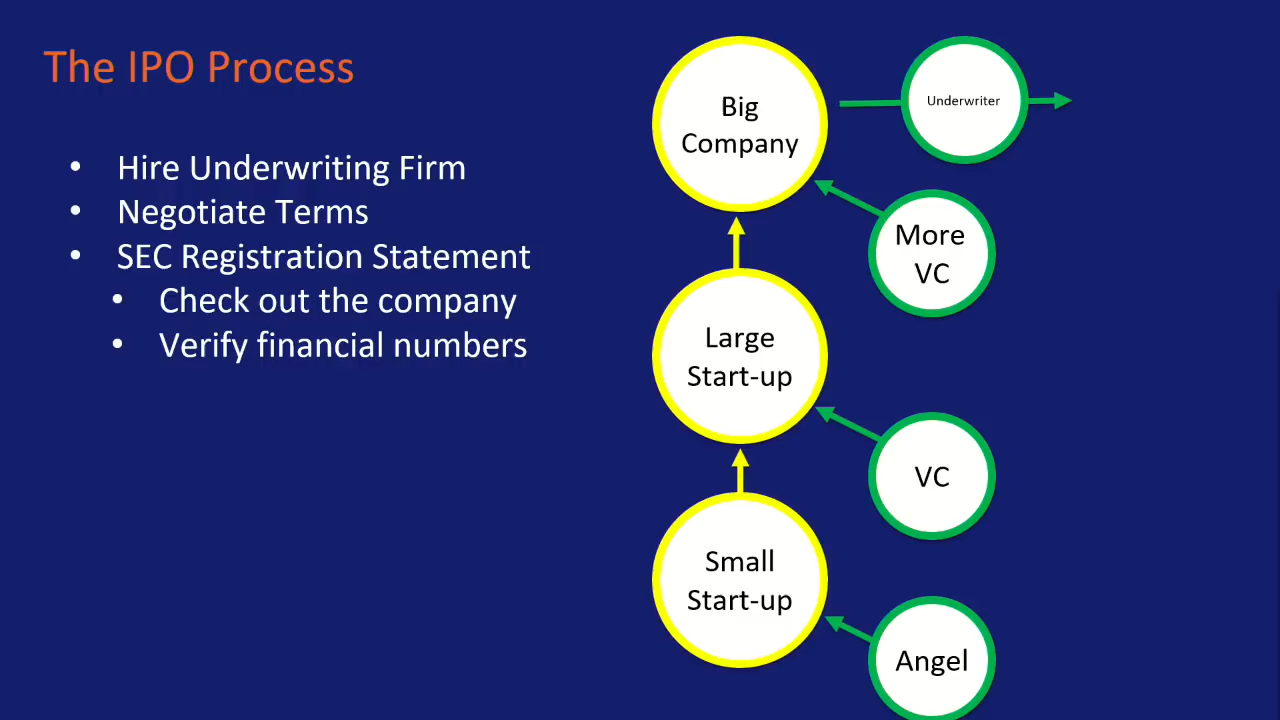 The IPO Process
• Hire Underwriting Firm
• Negotiate Terms
• SEC Registration Statement
• Check out the company
• Verify financial numbers
Big
Company
Underwriter
More
VC
Large
Start-up
VC
Small
Start-up
Angel